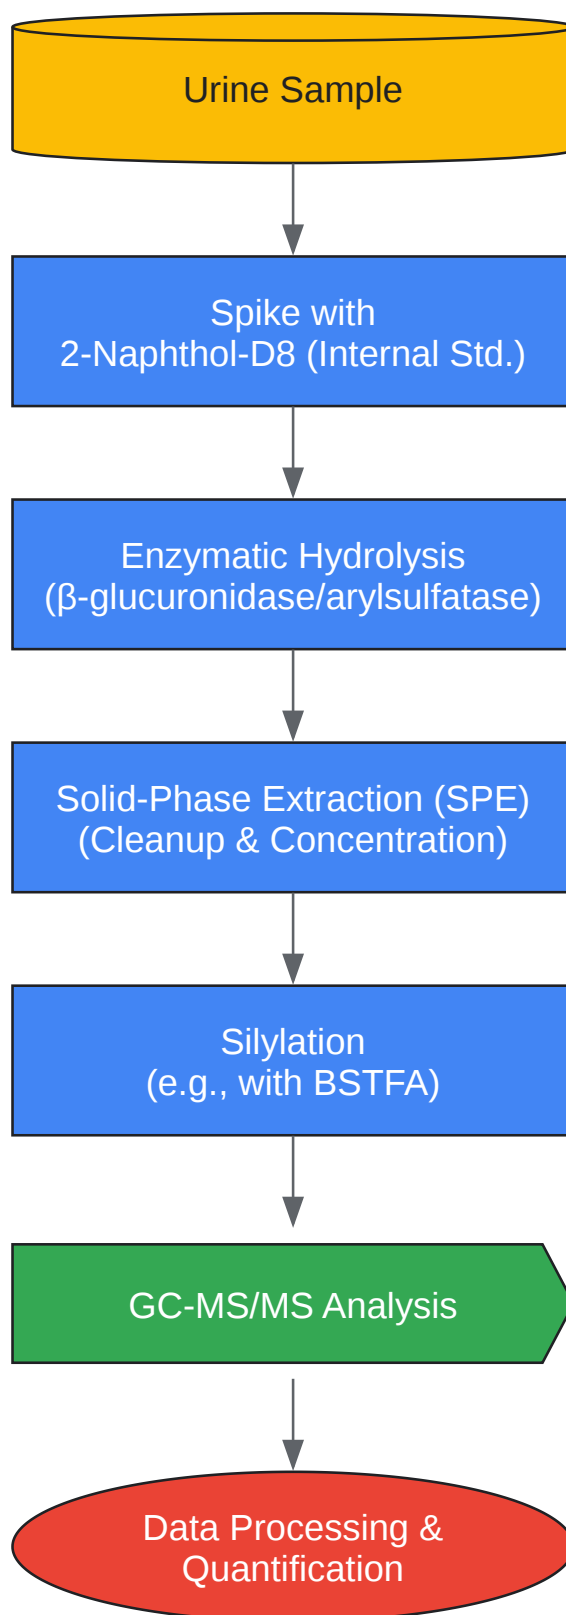 Urine Sample
Spike with
2-Naphthol-D8 (Internal Std.)
Enzymatic Hydrolysis
(β-glucuronidase/arylsulfatase)
Solid-Phase Extraction (SPE)
(Cleanup & Concentration)
Silylation
(e.g., with BSTFA)
GC-MS/MS Analysis
Data Processing &
Quantification